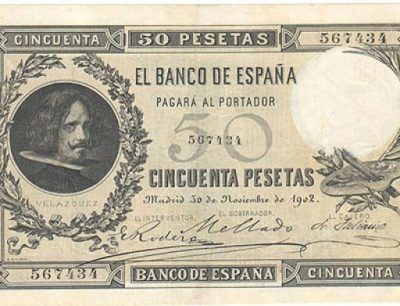 CINCUENTA 50 PESETAS 567434
EL BANCO DE ESPAÑA
PAGARÁ AL PORTADOR
50
567434
CINCUENTA PESETAS
Madrid 30 de Noviembre de 1902.
VELAZQUEZ
EL INTERVENTOR. EL GOBERNADOR. EL CAJERO.
567434 BANCO DE ESPAÑA CINCUENTA